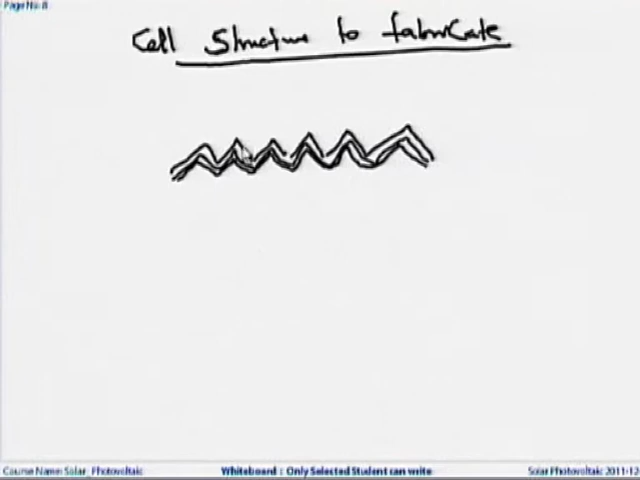 Page No: 8
Cell Structure to fabricate
Course Name: Solar_Photovoltaic
Whiteboard : Only Selected Student can write
Solar Photovoltaic 2011-12